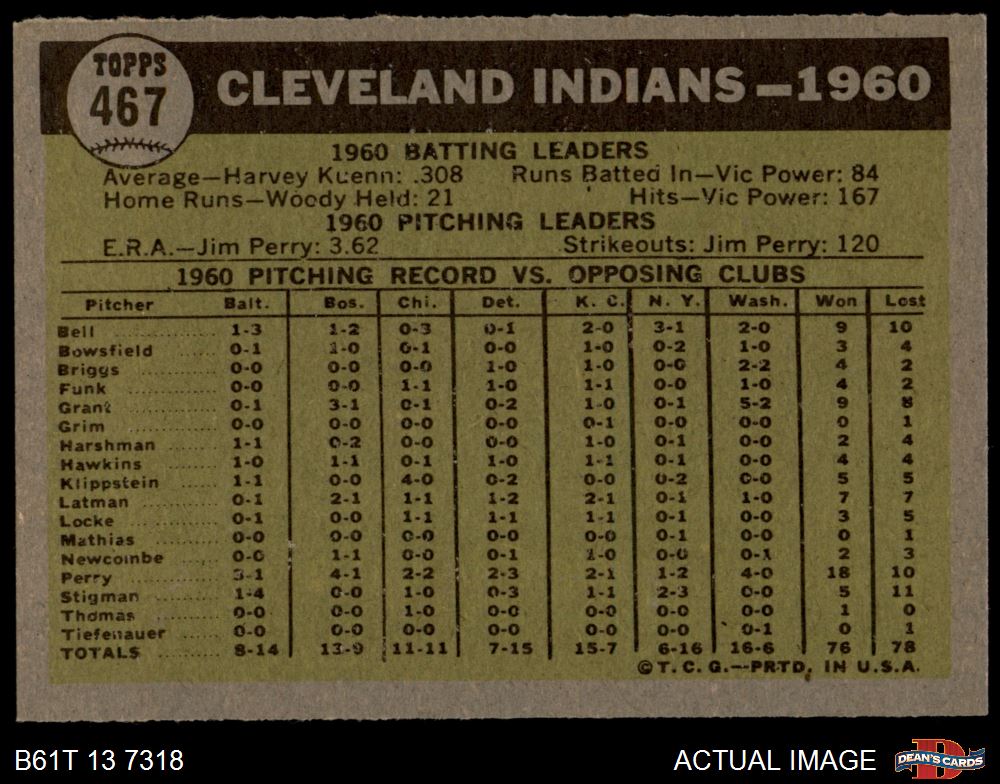 TOPPS
467
CLEVELAND INDIANS—1960
1960 BATTING LEADERS
Average—Harvey Kuenn: .308 Runs Batted In—Vic Power: 84
Home Runs—Woody Held: 21 Hits—Vic Power: 167
1960 PITCHING LEADERS
E.R.A.—Jim Perry: 3.62 Strikeouts: Jim Perry: 120
1960 PITCHING RECORD VS. OPPOSING CLUBS
Pitcher Balt. Bos. Chi. Det. K. C. N. Y. Wash. Won Lost
Bell 1-3 1-2 0-3 0-1 2-0 3-1 2-0 9 10
Bowsfield 0-1 1-0 0-1 0-0 1-0 0-2 1-0 3 4
Briggs 0-0 0-0 0-0 1-0 1-0 0-0 2-2 4 2
Funk 0-0 0-0 1-1 1-0 1-1 0-0 1-0 4 2
Grant 0-1 3-1 0-1 0-2 1-0 0-1 5-2 9 8
Grim 0-0 0-0 0-0 0-0 0-1 0-0 0-0 0 1
Harshman 1-1 0-2 0-0 0-0 1-0 0-1 0-0 2 4
Hawkins 1-0 1-1 0-1 1-0 1-1 0-1 0-0 4 4
Klippstein 1-1 0-0 4-0 0-2 0-0 0-2 0-0 5 5
Latman 0-1 2-1 1-1 1-2 2-1 0-1 1-0 7 7
Locke 0-1 0-0 1-1 1-1 1-1 0-1 0-0 3 5
Mathias 0-0 0-0 0-0 0-0 0-0 0-1 0-0 0 1
Newcombe 0-0 1-1 0-0 0-1 1-0 0-0 0-1 2 3
Perry 3-1 4-1 2-2 2-3 2-1 1-2 4-0 18 10
Stigman 1-4 0-0 1-0 0-3 1-1 2-3 0-0 5 11
Thomas 0-0 0-0 1-0 0-0 0-0 0-0 0-0 1 0
Tiefenauer 0-0 0-0 0-0 0-0 0-0 0-0 0-1 0 1
TOTALS 8-14 13-9 11-11 7-15 15-7 6-16 16-6 76 78
© T. C. G.—PRTD. IN U.S.A.
B61T 13 7318 ACTUAL IMAGE DEAN'S CARDS